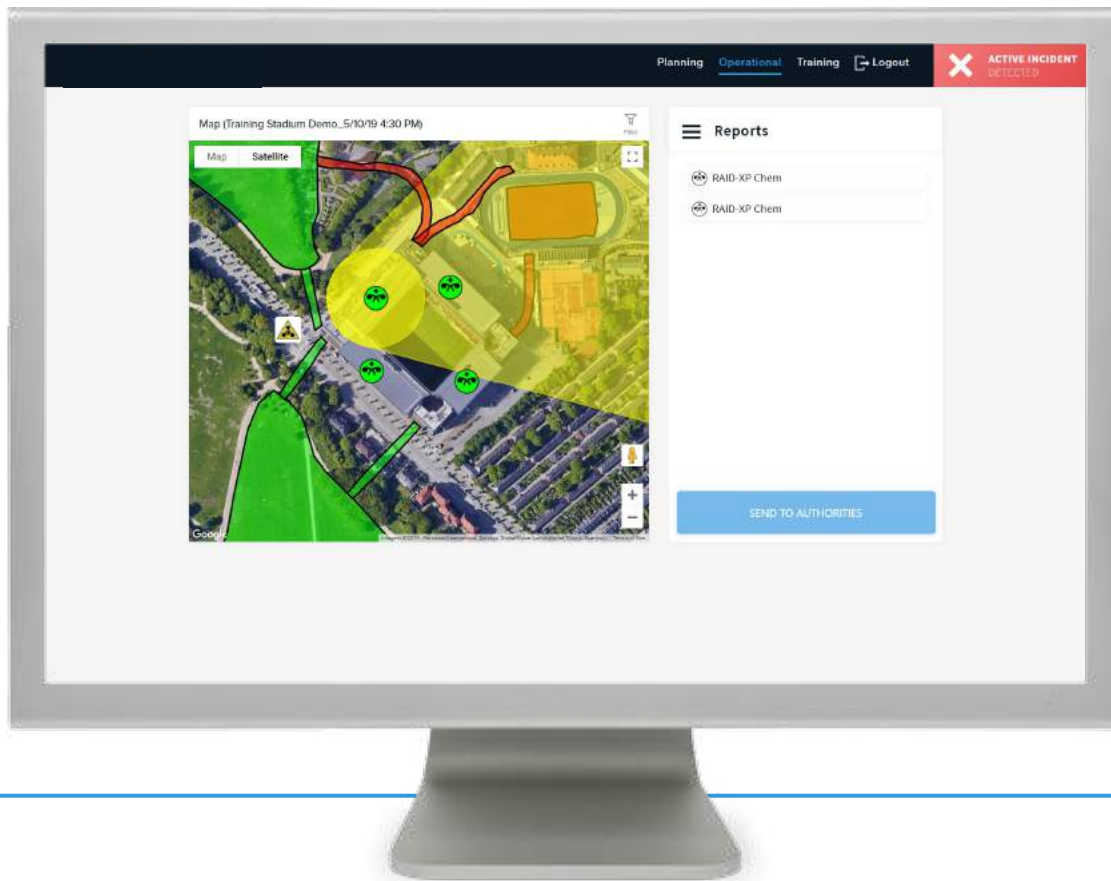 Planning Operational Training Logout
ACTIVE INCIDENT
DETECTED
Map (Training Stadium Demo_5/10/19 4:30 PM)
Filter
Map Satellite
Reports
RAID-XP Chem
RAID-XP Chem
SEND TO AUTHORITIES
+
−
Google